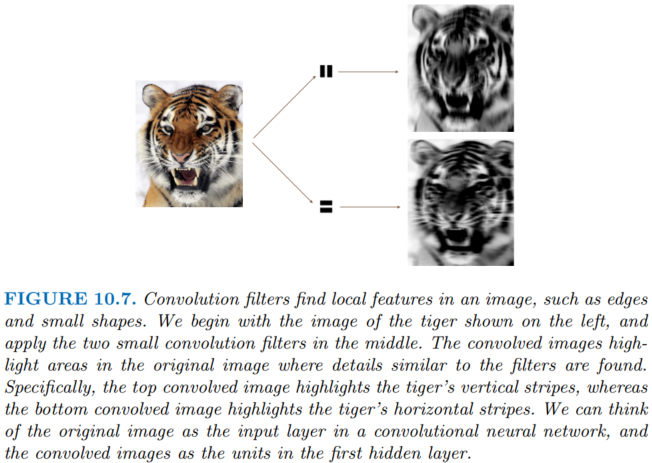 FIGURE 10.7. Convolution filters find local features in an image, such as edges
and small shapes. We begin with the image of the tiger shown on the left, and
apply the two small convolution filters in the middle. The convolved images high-
light areas in the original image where details similar to the filters are found.
Specifically, the top convolved image highlights the tiger's vertical stripes, whereas
the bottom convolved image highlights the tiger's horizontal stripes. We can think
of the original image as the input layer in a convolutional neural network, and
the convolved images as the units in the first hidden layer.